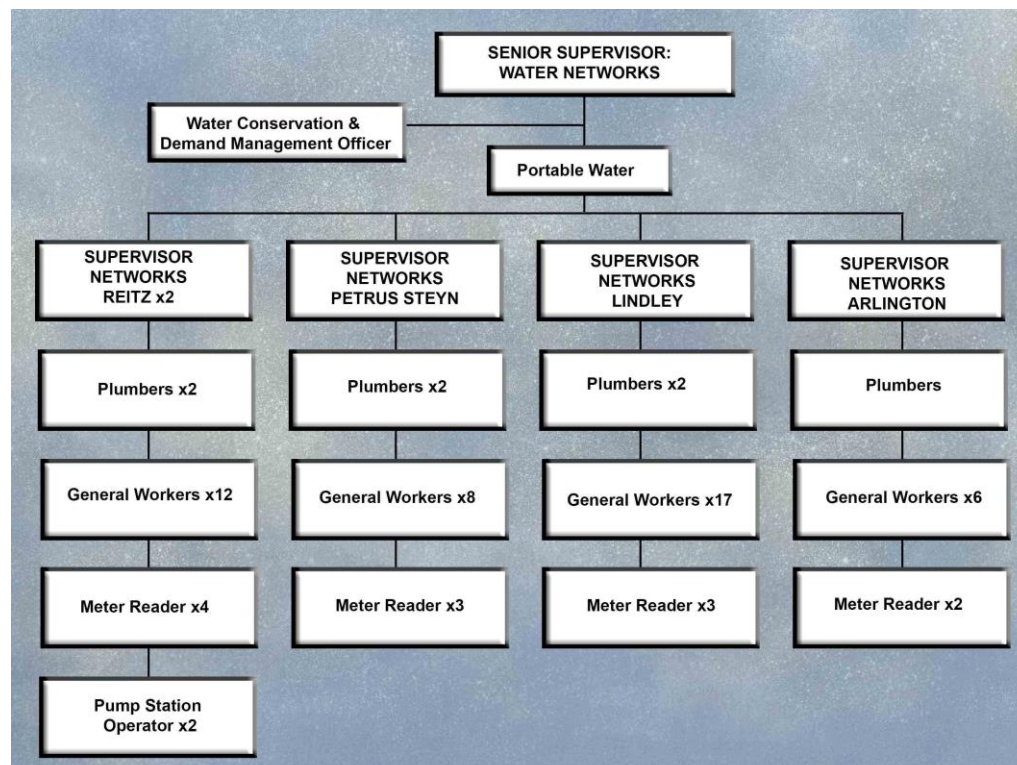 SENIOR SUPERVISOR:
WATER NETWORKS
Water Conservation &
Demand Management Officer
Portable Water
SUPERVISOR
NETWORKS
REITZ x2
SUPERVISOR
NETWORKS
PETRUS STEYN
SUPERVISOR
NETWORKS
LINDLEY
SUPERVISOR
NETWORKS
ARLINGTON
Plumbers x2
Plumbers x2
Plumbers x2
Plumbers
General Workers x12
General Workers x8
General Workers x17
General Workers x6
Meter Reader x4
Meter Reader x3
Meter Reader x3
Meter Reader x2
Pump Station
Operator x2